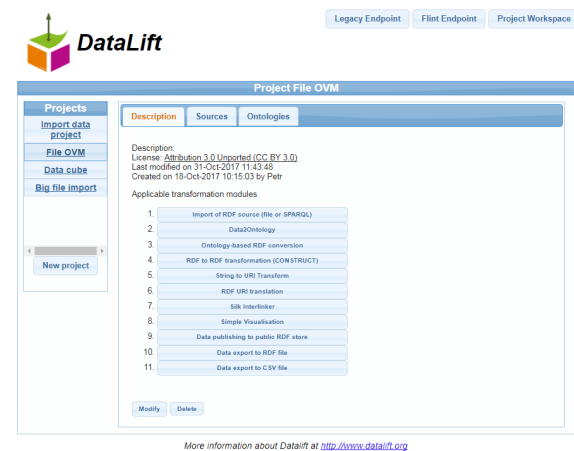 Legacy Endpoint Flint Endpoint Project Workspace
DataLift
Project File OVM
Projects
Import data
project
File OVM
Data cube
Big file import
New project
Description Sources Ontologies
Description:
License: Attribution 3.0 Unported (CC BY 3.0)
Last modified on 31-Oct-2017 11:43:48
Created on 18-Oct-2017 10:15:03 by Petr
Applicable transformation modules
1. Import of RDF source (file or SPARQL)
2. Data2Ontology
3. Ontology-based RDF conversion
4. RDF to RDF transformation (CONSTRUCT)
5. String to URI Transform
6. RDF URI translation
7. Silk Interlinker
8. Simple Visualisation
9. Data publishing to public RDF store
10. Data export to RDF file
11. Data export to CSV file
Modify Delete
More information about Datalift at http://www.datalift.org